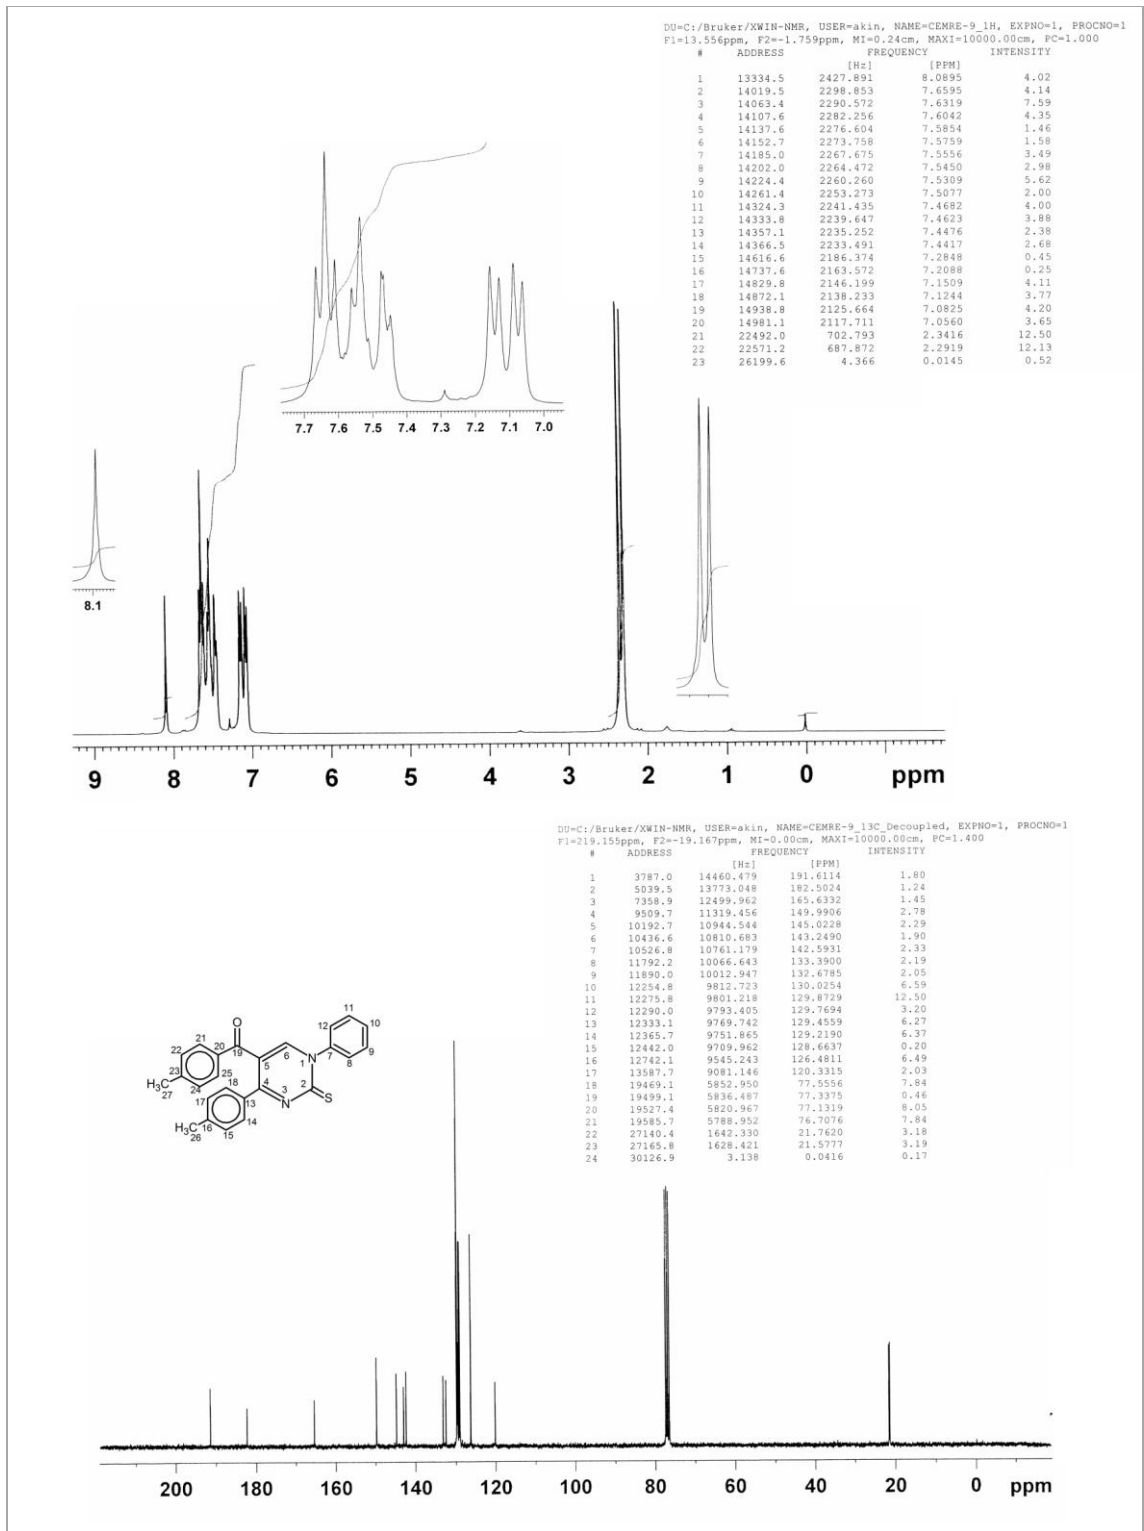 DU=C:/Bruker/XWIN-NMR, USER=akin, NAME=CEMRE-9_1H, EXPNO=1, PROCNO=1
F1=13.556ppm, F2=-1.759ppm, MI=0.24cm, MAXI=10000.00cm, PC=1.000
# ADDRESS FREQUENCY INTENSITY
[Hz] [PPM]
1 13334.5 2427.891 8.0895 4.02
2 14019.5 2298.853 7.6595 4.14
3 14063.4 2290.572 7.6319 7.59
4 14107.6 2282.256 7.6042 4.35
5 14137.6 2276.604 7.5854 1.46
6 14152.7 2273.758 7.5759 1.58
7 14185.0 2267.675 7.5556 3.49
8 14202.0 2264.472 7.5450 2.98
9 14224.4 2260.260 7.5309 5.62
10 14261.4 2253.273 7.5077 2.00
11 14324.3 2241.435 7.4682 4.00
12 14333.8 2239.647 7.4623 3.88
13 14357.1 2235.252 7.4476 2.38
14 14366.5 2233.491 7.4417 2.68
15 14616.6 2186.374 7.2848 0.45
16 14737.6 2163.572 7.2088 0.25
17 14829.8 2146.199 7.1509 4.11
18 14872.1 2138.233 7.1244 3.77
19 14938.8 2125.664 7.0825 4.20
20 14981.1 2117.711 7.0560 3.65
21 22492.0 702.793 2.3416 12.50
22 22571.2 687.872 2.2919 12.13
23 26199.6 4.366 0.0145 0.52
7.7 7.6 7.5 7.4 7.3 7.2 7.1 7.0
8.1
9 8 7 6 5 4 3 2 1 0 ppm
DU=C:/Bruker/XWIN-NMR, USER=akin, NAME=CEMRE-9_13C_Decoupled, EXPNO=1, PROCNO=1
F1=219.155ppm, F2=-19.167ppm, MI=0.00cm, MAXI=10000.00cm, PC=1.400
# ADDRESS FREQUENCY INTENSITY
[Hz] [PPM]
1 3787.0 14460.479 191.6114 1.80
2 5039.5 13773.048 182.5024 1.24
3 7358.9 12499.962 165.6332 1.45
4 9509.7 11319.456 149.9906 2.78
5 10192.7 10944.544 145.0228 2.29
6 10436.6 10810.683 143.2490 1.90
7 10526.8 10761.179 142.5931 2.33
8 11792.2 10066.643 133.3900 2.19
9 11890.0 10012.947 132.6785 2.05
10 12254.8 9812.723 130.0254 6.59
11 12275.8 9801.218 129.8729 12.50
12 12290.0 9793.405 129.7694 3.20
13 12333.1 9769.742 129.4559 6.27
14 12365.7 9751.865 129.2190 6.37
15 12442.0 9709.962 128.6637 0.20
16 12742.1 9545.243 126.4811 6.49
17 13587.7 9081.146 120.3315 2.03
18 19469.1 5852.950 77.5556 7.84
19 19499.1 5836.487 77.3375 0.46
20 19527.4 5820.967 77.1319 8.05
21 19585.7 5788.952 76.7076 7.84
22 27140.4 1642.330 21.7620 3.18
23 27165.8 1628.421 21.5777 3.19
24 30126.9 3.138 0.0416 0.17
11
O 12 10
21 20 19 6 7 9
22 5 1 8
23 25 N
24 18 4 2
H3C 27 17 13 3 N S
16 14
H3C 26 15
200 180 160 140 120 100 80 60 40 20 0 ppm